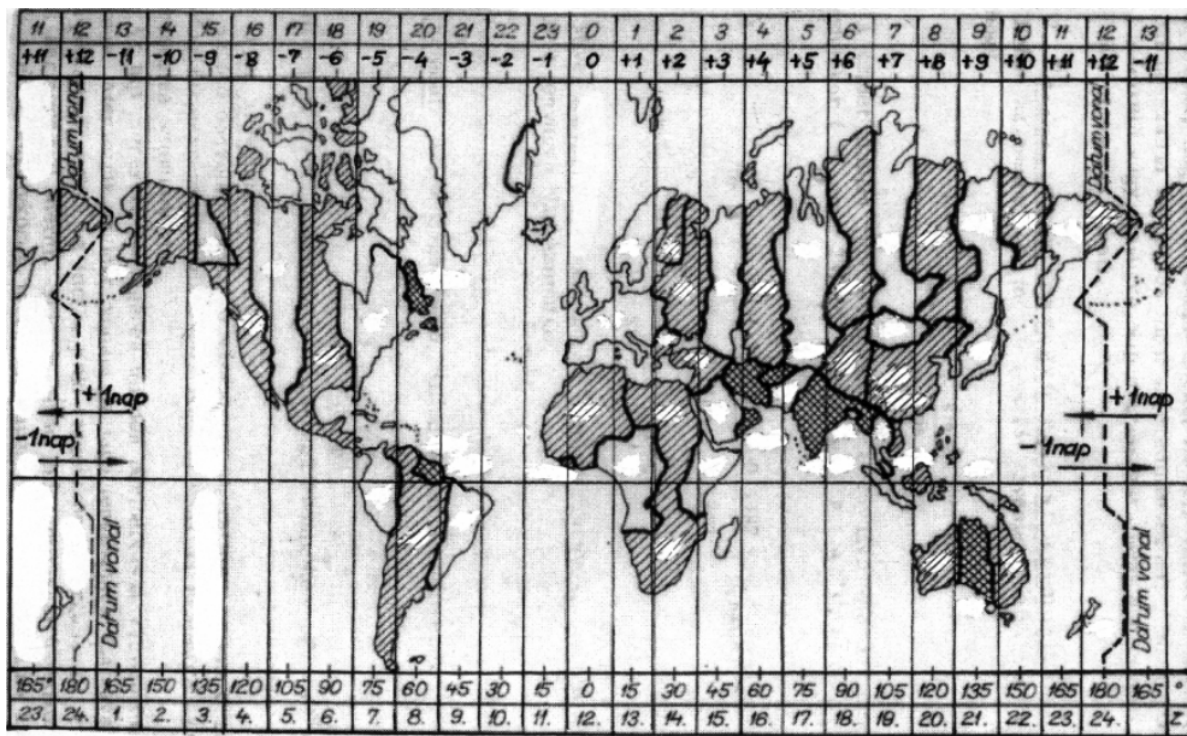 11 12 13 14 15 16 17 18 19 20 21 22 23 0 1 2 3 4 5 6 7 8 9 10 11 12 13
+11 +12 -11 -10 -9 -8 -7 -6 -5 -4 -3 -2 -1 0 +1 +2 +3 +4 +5 +6 +7 +8 +9 +10 +11 +12 -11
Dátum vonal
Dátum vonal
+1nap
+1nap
-1nap
-1nap
Dátum vonal
Dátum vonal
165° 180 165 150 135 120 105 90 75 60 45 30 15 0 15 30 45 60 75 90 105 120 135 150 165 180 165 °
23. 24. 1. 2. 3. 4. 5. 6. 7. 8. 9. 10. 11. 12. 13. 14. 15. 16. 17. 18. 19. 20. 21. 22. 23. 24. Z.